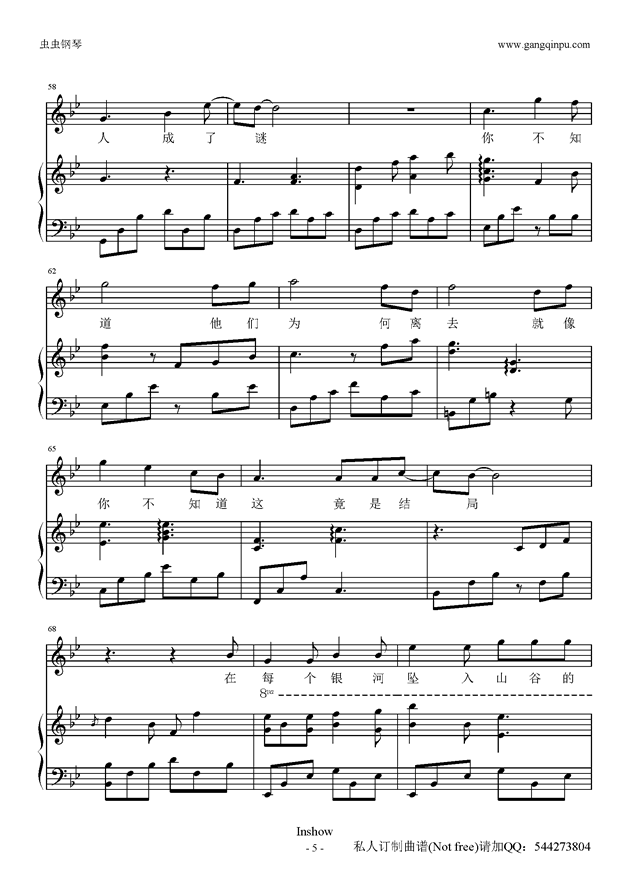 虫虫钢琴 www.gangqinpu.com
58
人 成 了 谜 你 不 知
62
道 他 们 为 何 离 去 就 像
65
你 不 知 道 这 竟 是 结 局
68
在 每 个 银 河 坠 入 山 谷 的
8va
Inshow
- 5 - 私人订制曲谱(Not free)请加QQ：544273804